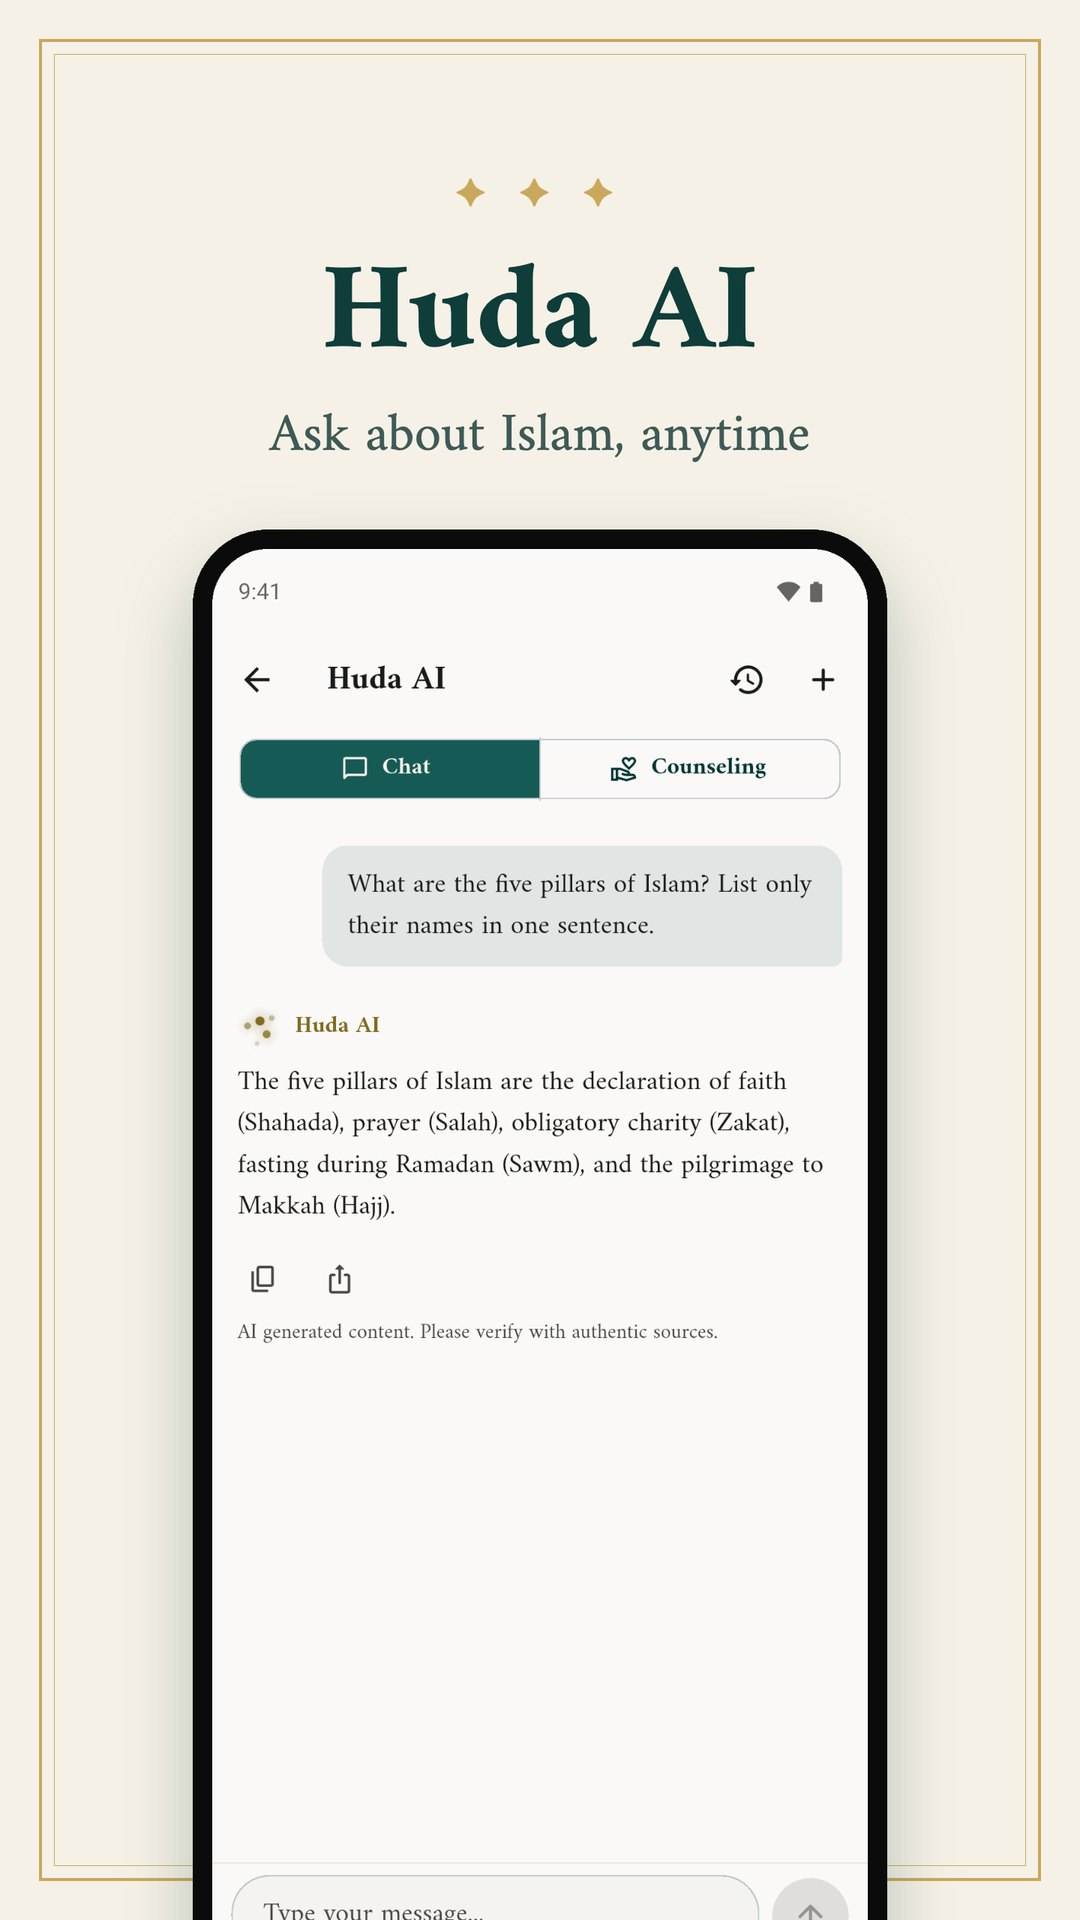 Huda AI
Ask about Islam, anytime
9:41
Huda AI
Chat
Counseling
What are the five pillars of Islam? List only
their names in one sentence.
Huda AI
The five pillars of Islam are the declaration of faith
(Shahada), prayer (Salah), obligatory charity (Zakat),
fasting during Ramadan (Sawm), and the pilgrimage to
Makkah (Hajj).
AI generated content. Please verify with authentic sources.
Type your message...